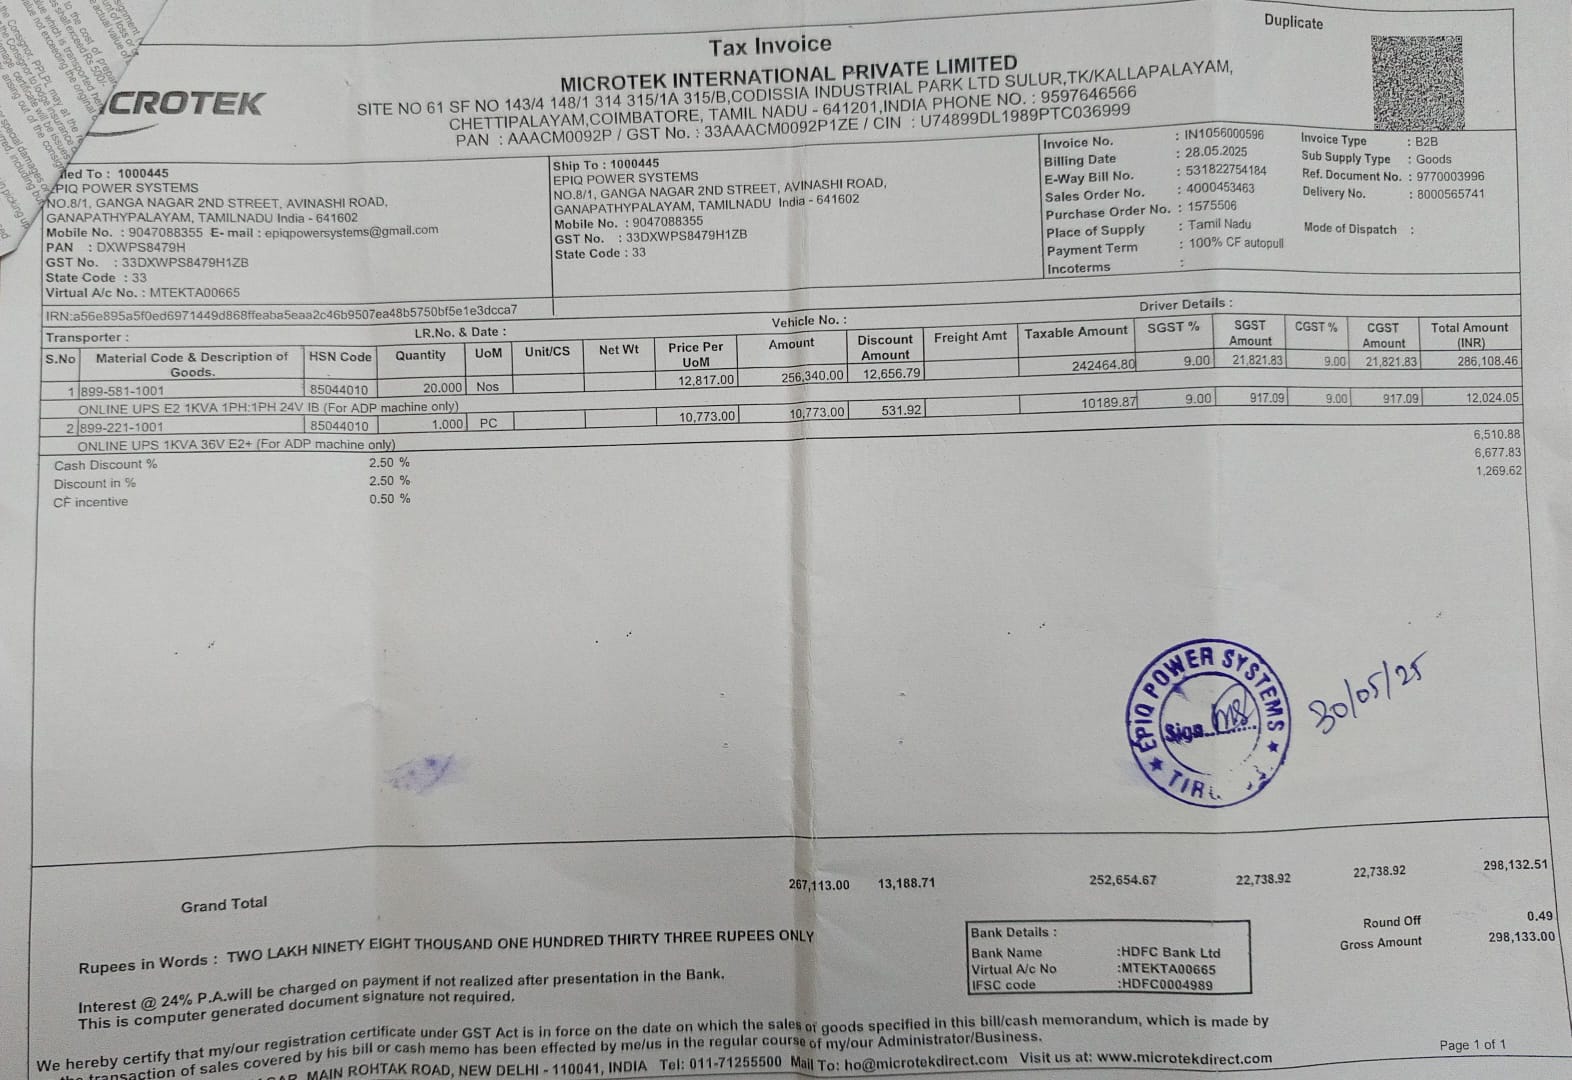 Duplicate
Tax Invoice
MICROTEK INTERNATIONAL PRIVATE LIMITED
SITE NO 61 SF NO 143/4 148/1 314 315/1A 315/B,CODISSIA INDUSTRIAL PARK LTD SULUR,TK/KALLAPALAYAM,
CHETTIPALAYAM,COIMBATORE, TAMIL NADU - 641201,INDIA PHONE NO. : 9597646566
PAN : AAACM0092P / GST No. : 33AAACM0092P1ZE / CIN : U74899DL1989PTC036999
CROTEK
led To : 1000445
EPIQ POWER SYSTEMS
NO.8/1, GANGA NAGAR 2ND STREET, AVINASHI ROAD,
GANAPATHYPALAYAM, TAMILNADU India - 641602
Mobile No. : 9047088355 E- mail : epiqpowersystems@gmail.com
PAN : DXWPS8479H
GST No. : 33DXWPS8479H1ZB
State Code : 33
Virtual A/c No. : MTEKTA00665
Ship To : 1000445
EPIQ POWER SYSTEMS
NO.8/1, GANGA NAGAR 2ND STREET, AVINASHI ROAD,
GANAPATHYPALAYAM, TAMILNADU India - 641602
Mobile No. : 9047088355
GST No. : 33DXWPS8479H1ZB
State Code : 33
Invoice No. : IN1056000596
Billing Date : 28.05.2025
E-Way Bill No. : 531822754184
Sales Order No. : 4000453463
Purchase Order No. : 1575506
Place of Supply : Tamil Nadu
Payment Term : 100% CF autopull
Incoterms :
Invoice Type : B2B
Sub Supply Type : Goods
Ref. Document No. : 9770003996
Delivery No. : 8000565741
Mode of Dispatch :
IRN:a56e895a5f0ed6971449d868ffeaba5eaa2c46b9507ea48b5750bf5e1e3dcca7
Transporter : LR.No. & Date : Vehicle No. : Driver Details :
S.No Material Code & Description of Goods. HSN Code Quantity UoM Unit/CS Net Wt Price Per UoM Amount Discount Amount Freight Amt Taxable Amount SGST % SGST Amount CGST % CGST Amount Total Amount (INR)
1 899-581-1001 85044010 20.000 Nos 12,817.00 256,340.00 12,656.79 242464.80 9.00 21,821.83 9.00 21,821.83 286,108.46
ONLINE UPS E2 1KVA 1PH:1PH 24V IB (For ADP machine only)
2 899-221-1001 85044010 1.000 PC 10,773.00 10,773.00 531.92 10189.87 9.00 917.09 9.00 917.09 12,024.05
ONLINE UPS 1KVA 36V E2+ (For ADP machine only)
Cash Discount % 2.50 % 6,510.88
Discount in % 2.50 % 6,677.83
CF incentive 0.50 % 1,269.62
EPIQ POWER SYSTEMS
Sign
30/05/25
Grand Total 267,113.00 13,188.71 252,654.67 22,738.92 22,738.92 298,132.51
Round Off 0.49
Gross Amount 298,133.00
Rupees in Words : TWO LAKH NINETY EIGHT THOUSAND ONE HUNDRED THIRTY THREE RUPEES ONLY
Bank Details :
Bank Name :HDFC Bank Ltd
Virtual A/c No :MTEKTA00665
IFSC code :HDFC0004989
Interest @ 24% P.A.will be charged on payment if not realized after presentation in the Bank.
This is computer generated document signature not required.
We hereby certify that my/our registration certificate under GST Act is in force on the date on which the sales of goods specified in this bill/cash memorandum, which is made by
transaction of sales covered by his bill or cash memo has been effected by me/us in the regular course of my/our Administrator/Business.
MAIN ROHTAK ROAD, NEW DELHI - 110041, INDIA Tel: 011-71255500 Mail To: ho@microtekdirect.com Visit us at: www.microtekdirect.com
Page 1 of 1